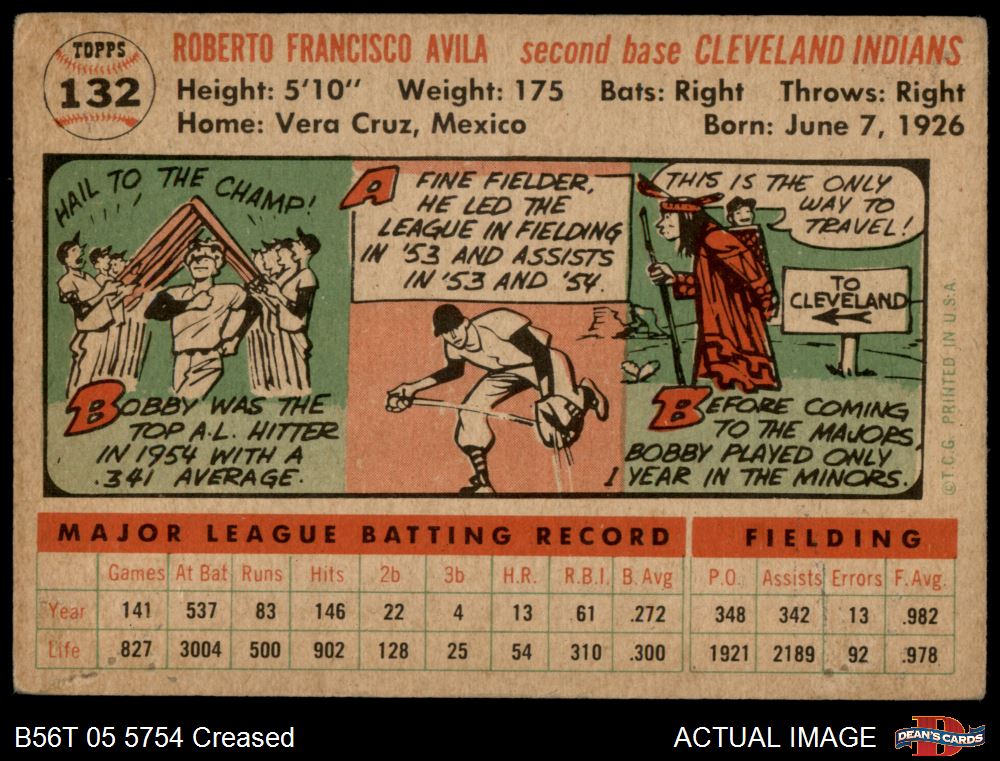 TOPPS
132
ROBERTO FRANCISCO AVILA second base CLEVELAND INDIANS
Height: 5'10" Weight: 175 Bats: Right Throws: Right
Home: Vera Cruz, Mexico Born: June 7, 1926
HAIL TO THE CHAMP!
BOBBY WAS THE
TOP A.L. HITTER
IN 1954 WITH A
.341 AVERAGE.
A FINE FIELDER,
HE LED THE
LEAGUE IN FIELDING
IN '53 AND ASSISTS
IN '53 AND '54.
THIS IS THE ONLY
WAY TO
TRAVEL!
TO
CLEVELAND
BEFORE COMING
TO THE MAJORS,
BOBBY PLAYED ONLY
1 YEAR IN THE MINORS.
©T.C.G. PRINTED IN U.S.A.
MAJOR LEAGUE BATTING RECORD FIELDING
Games At Bat Runs Hits 2b 3b H.R. R.B.I. B. Avg P.O. Assists Errors F. Avg.
Year 141 537 83 146 22 4 13 61 .272 348 342 13 .982
Life 827 3004 500 902 128 25 54 310 .300 1921 2189 92 .978
B56T 05 5754 Creased ACTUAL IMAGE DEAN'S CARDS